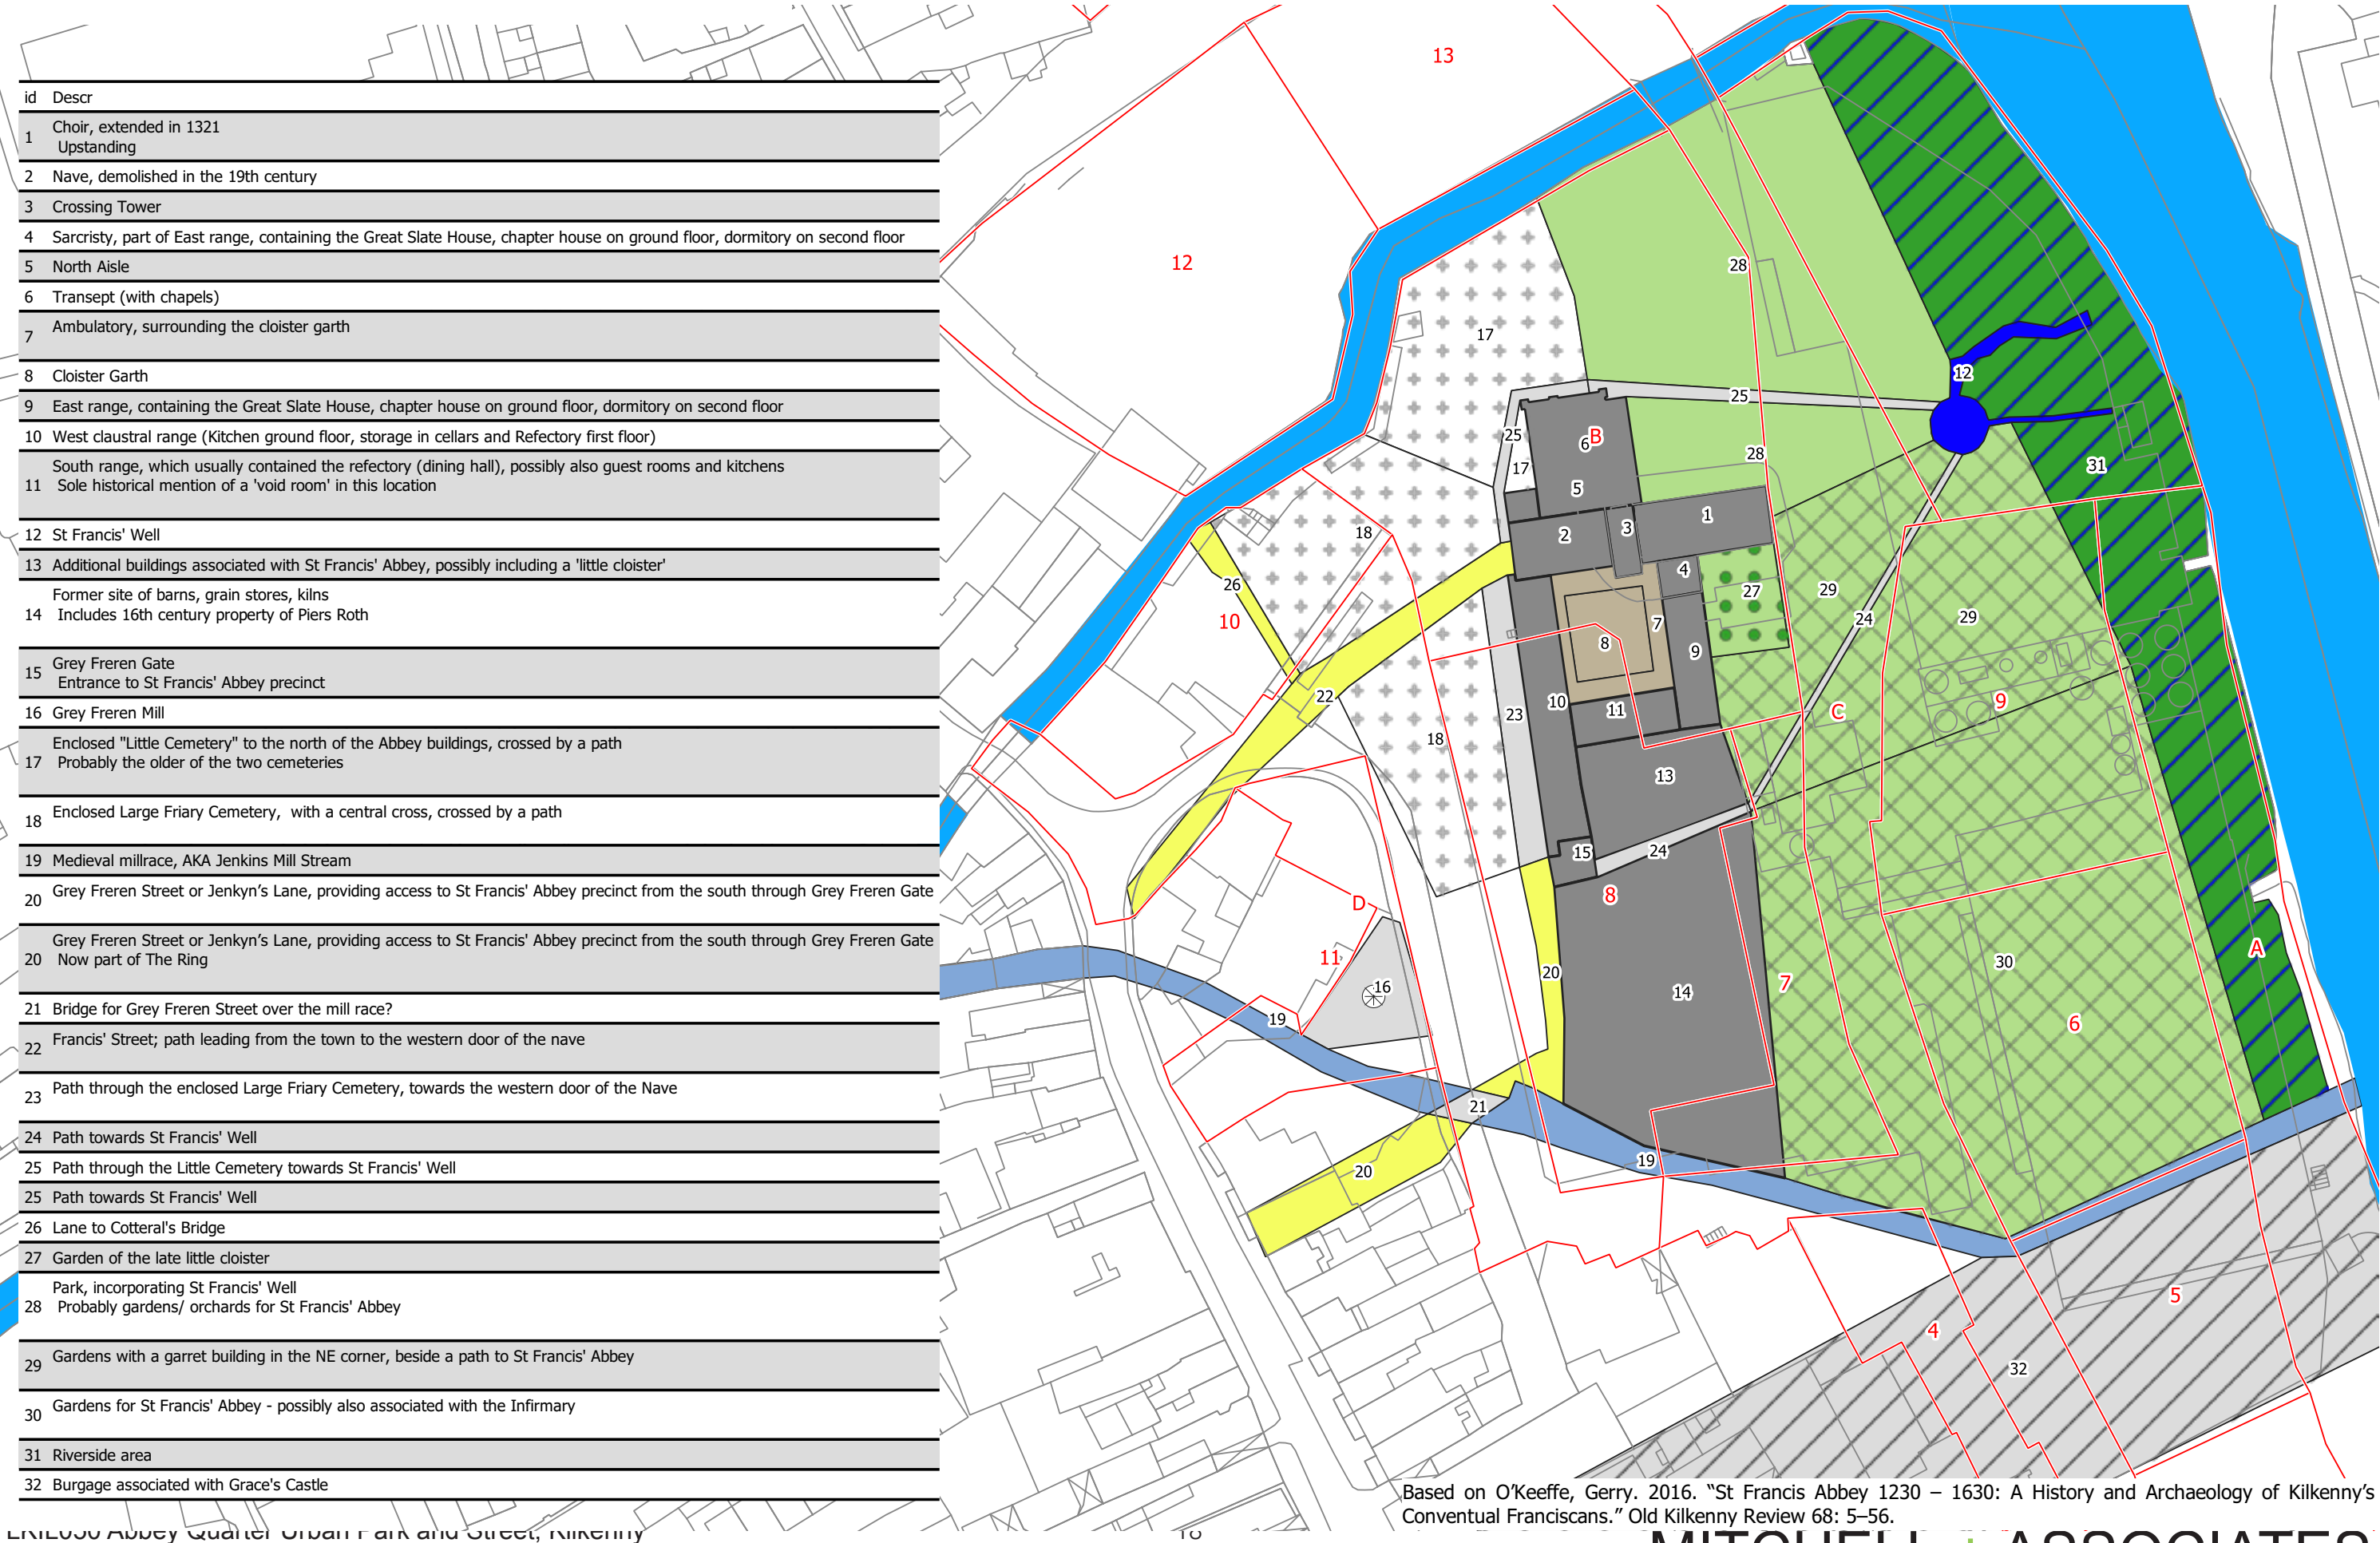 id Descr
1 Choir, extended in 1321
Upstanding
2 Nave, demolished in the 19th century
3 Crossing Tower
4 Sarcristy, part of East range, containing the Great Slate House, chapter house on ground floor, dormitory on second floor
5 North Aisle
6 Transept (with chapels)
7 Ambulatory, surrounding the cloister garth
8 Cloister Garth
9 East range, containing the Great Slate House, chapter house on ground floor, dormitory on second floor
10 West claustral range (Kitchen ground floor, storage in cellars and Refectory first floor)
South range, which usually contained the refectory (dining hall), possibly also guest rooms and kitchens
11 Sole historical mention of a 'void room' in this location
12 St Francis' Well
13 Additional buildings associated with St Francis' Abbey, possibly including a 'little cloister'
Former site of barns, grain stores, kilns
14 Includes 16th century property of Piers Roth
15 Grey Freren Gate
Entrance to St Francis' Abbey precinct
16 Grey Freren Mill
Enclosed "Little Cemetery" to the north of the Abbey buildings, crossed by a path
17 Probably the older of the two cemeteries
18 Enclosed Large Friary Cemetery, with a central cross, crossed by a path
19 Medieval millrace, AKA Jenkins Mill Stream
20 Grey Freren Street or Jenkyn's Lane, providing access to St Francis' Abbey precinct from the south through Grey Freren Gate
Grey Freren Street or Jenkyn's Lane, providing access to St Francis' Abbey precinct from the south through Grey Freren Gate
20 Now part of The Ring
21 Bridge for Grey Freren Street over the mill race?
22 Francis' Street; path leading from the town to the western door of the nave
23 Path through the enclosed Large Friary Cemetery, towards the western door of the Nave
24 Path towards St Francis' Well
25 Path through the Little Cemetery towards St Francis' Well
25 Path towards St Francis' Well
26 Lane to Cotteral's Bridge
27 Garden of the late little cloister
Park, incorporating St Francis' Well
28 Probably gardens/ orchards for St Francis' Abbey
29 Gardens with a garret building in the NE corner, beside a path to St Francis' Abbey
30 Gardens for St Francis' Abbey - possibly also associated with the Infirmary
31 Riverside area
32 Burgage associated with Grace's Castle
13
12
28
17
12
25
25
6
B
17
28
31
5
1
2
3
18
4
26
27
29
24
29
10
7
8
9
22
10
11
23
C
9
18
13
15
24
8
D
11
16
20
14
7
30
A
6
19
21
19
20
5
4
32
Based on O'Keeffe, Gerry. 2016. "St Francis Abbey 1230 – 1630: A History and Archaeology of Kilkenny's
Conventual Franciscans." Old Kilkenny Review 68: 5–56.
LKIL050 Abbey Quarter Urban Park and Street, Kilkenny
18
MITCHELL + ASSOCIATES